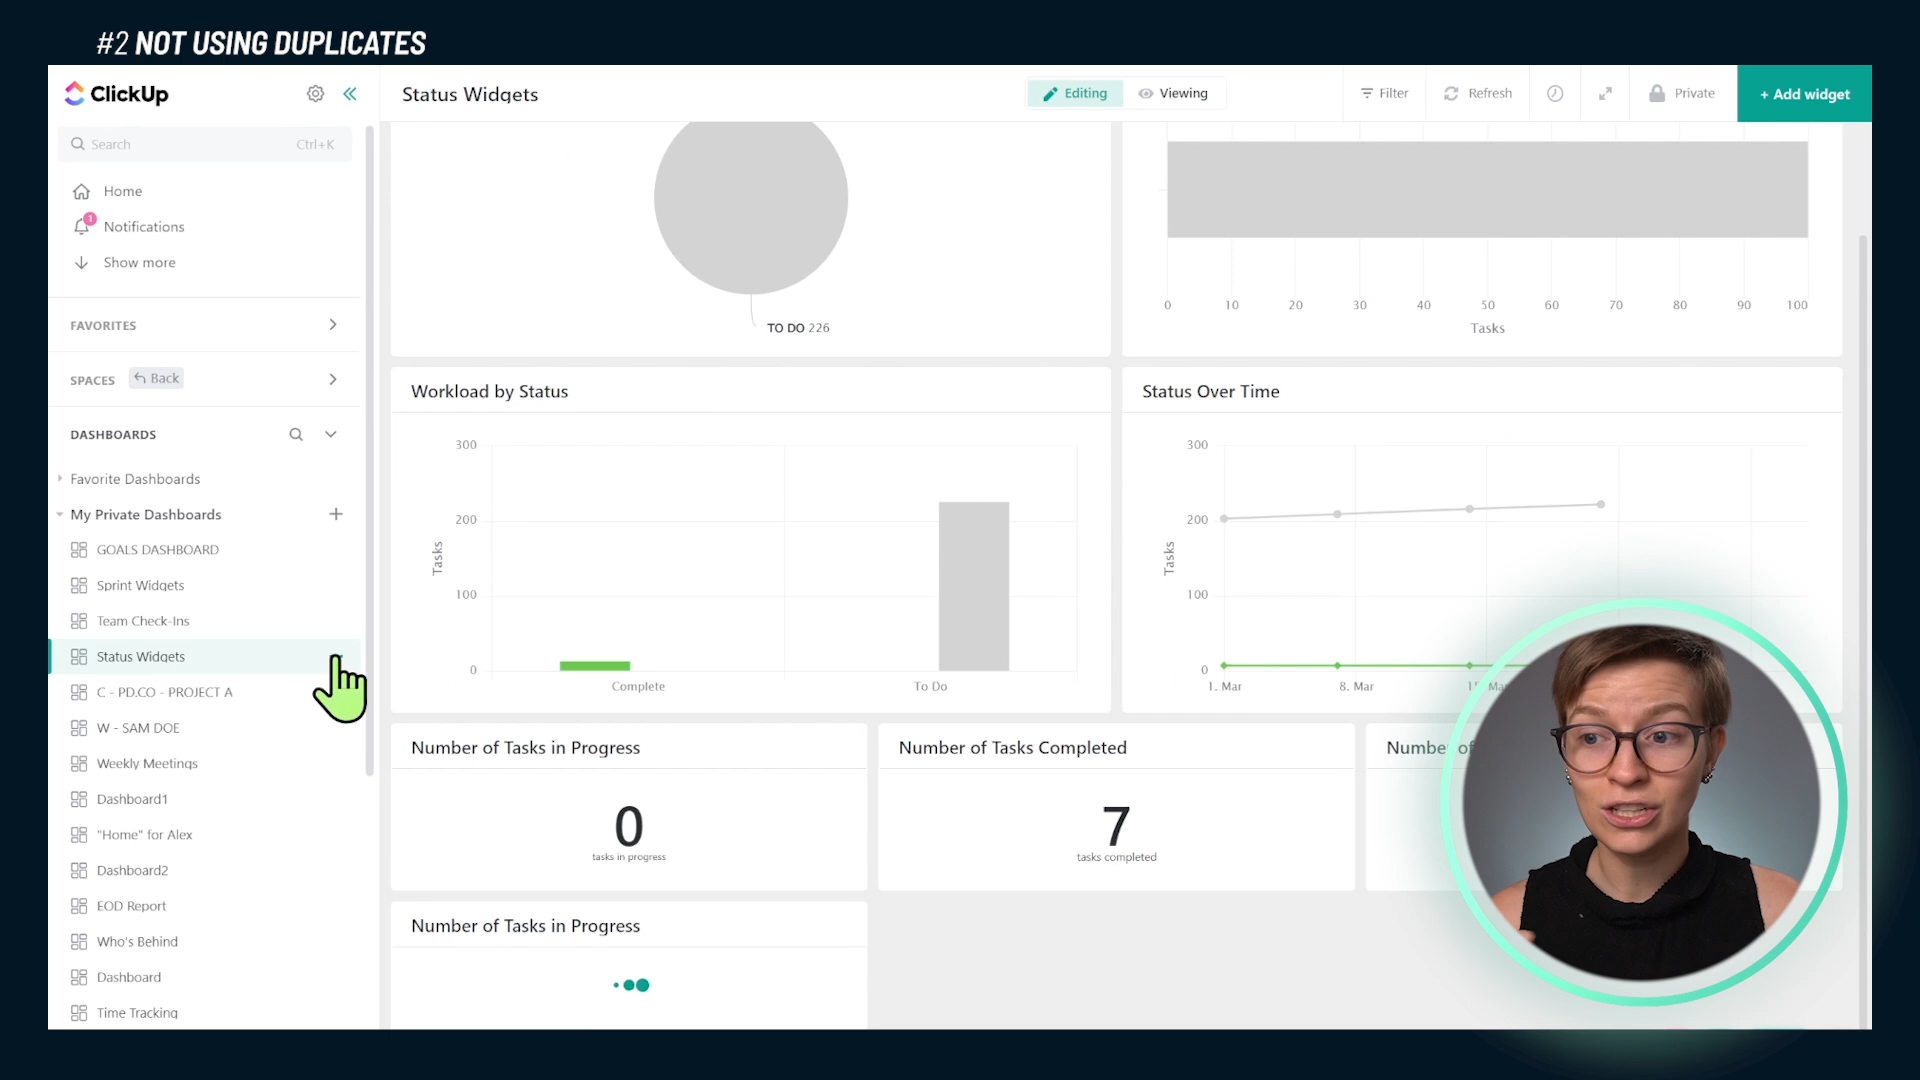 #2 NOT USING DUPLICATES
ClickUp
Status Widgets
Editing
Viewing
Filter
Refresh
Private
+ Add widget
Search
Ctrl+K
Home
1
Notifications
Show more
FAVORITES
SPACES
Back
DASHBOARDS
Favorite Dashboards
My Private Dashboards
GOALS DASHBOARD
Sprint Widgets
Team Check-Ins
Status Widgets
C - PD.CO - PROJECT A
W - SAM DOE
Weekly Meetings
Dashboard1
"Home" for Alex
Dashboard2
EOD Report
Who's Behind
Dashboard
Time Tracking
TO DO 226
0 10 20 30 40 50 60 70 80 90 100
Tasks
Workload by Status
300
200
100
0
Tasks
Complete
To Do
Status Over Time
300
200
100
0
Tasks
1. Mar
8. Mar
Number of Tasks in Progress
0
tasks in progress
Number of Tasks Completed
7
tasks completed
Number of
Number of Tasks in Progress